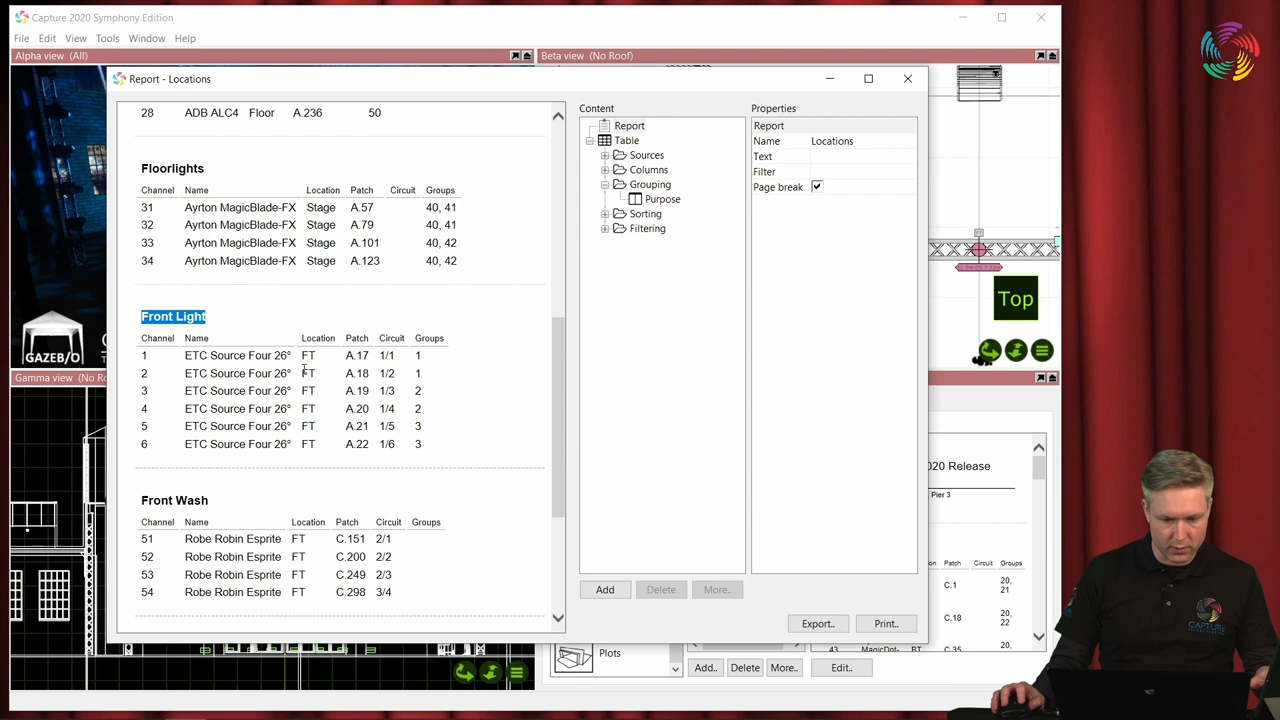 Capture 2020 Symphony Edition
File Edit View Tools Window Help
Alpha view (All)
Beta view (No Roof)
Report - Locations
28 ADB ALC4 Floor A.236 50
Floorlights
Channel Name Location Patch Circuit Groups
31 Ayrton MagicBlade-FX Stage A.57 40, 41
32 Ayrton MagicBlade-FX Stage A.79 40, 41
33 Ayrton MagicBlade-FX Stage A.101 40, 42
34 Ayrton MagicBlade-FX Stage A.123 40, 42
Front Light
Channel Name Location Patch Circuit Groups
1 ETC Source Four 26° FT A.17 1/1 1
2 ETC Source Four 26° FT A.18 1/2 1
3 ETC Source Four 26° FT A.19 1/3 2
4 ETC Source Four 26° FT A.20 1/4 2
5 ETC Source Four 26° FT A.21 1/5 3
6 ETC Source Four 26° FT A.22 1/6 3
Front Wash
Channel Name Location Patch Circuit Groups
51 Robe Robin Esprite FT C.151 2/1
52 Robe Robin Esprite FT C.200 2/2
53 Robe Robin Esprite FT C.249 2/3
54 Robe Robin Esprite FT C.298 3/4
Content
Report
Table
Sources
Columns
Grouping
Purpose
Sorting
Filtering
Add Delete More..
Properties
Report
Name Locations
Text
Filter
Page break
Export.. Print..
Top
GAZEB/O
Gamma view (No Ro
020 Release
Pier 3
Patch Circuit Groups
C.1 20,
21
C.18 20,
22
43 MagicDot- BT C.35 20,
Plots
Add.. Delete More.. Edit..
CAPTURE